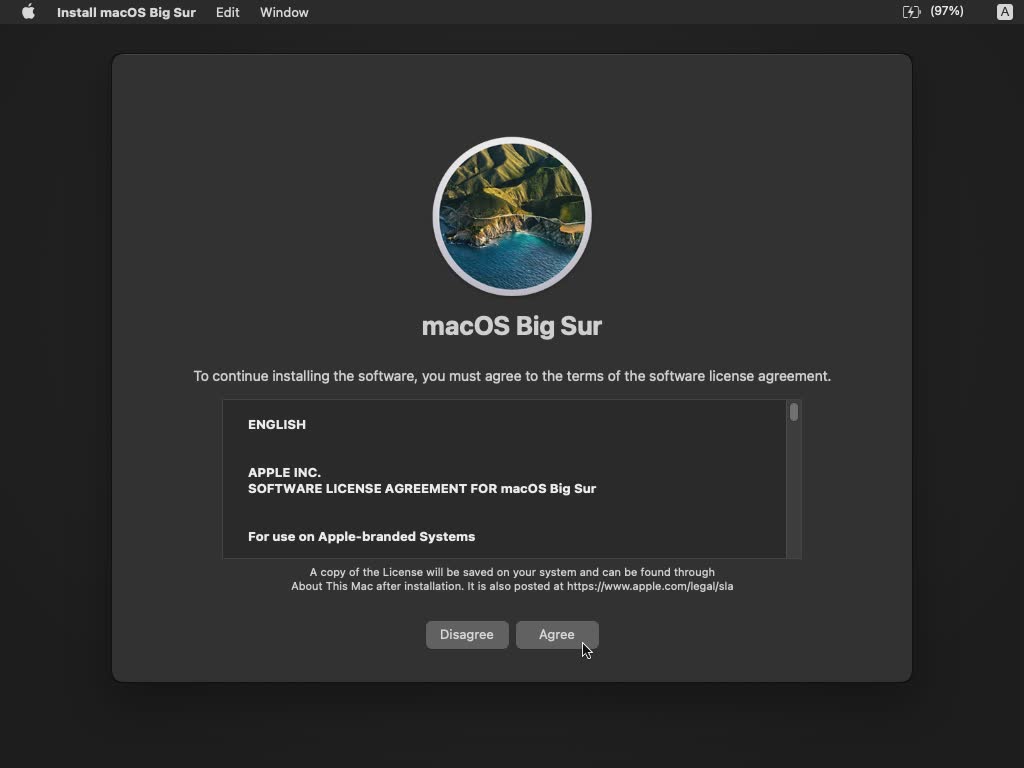 Install macOS Big Sur Edit Window (97%) A
macOS Big Sur
To continue installing the software, you must agree to the terms of the software license agreement.
ENGLISH
APPLE INC.
SOFTWARE LICENSE AGREEMENT FOR macOS Big Sur
For use on Apple-branded Systems
A copy of the License will be saved on your system and can be found through
About This Mac after installation. It is also posted at https://www.apple.com/legal/sla
Disagree Agree